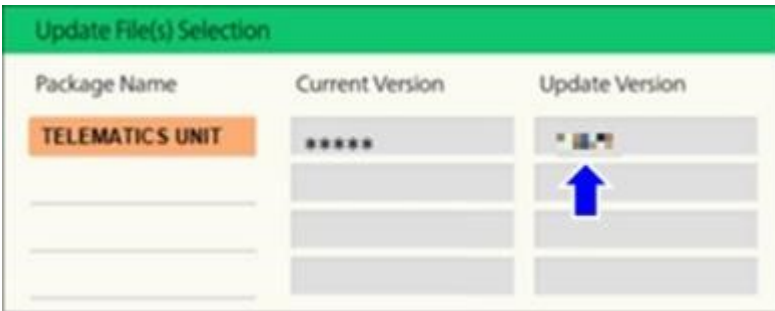 Update File(s) Selection
Package Name Current Version Update Version
TELEMATICS UNIT *****